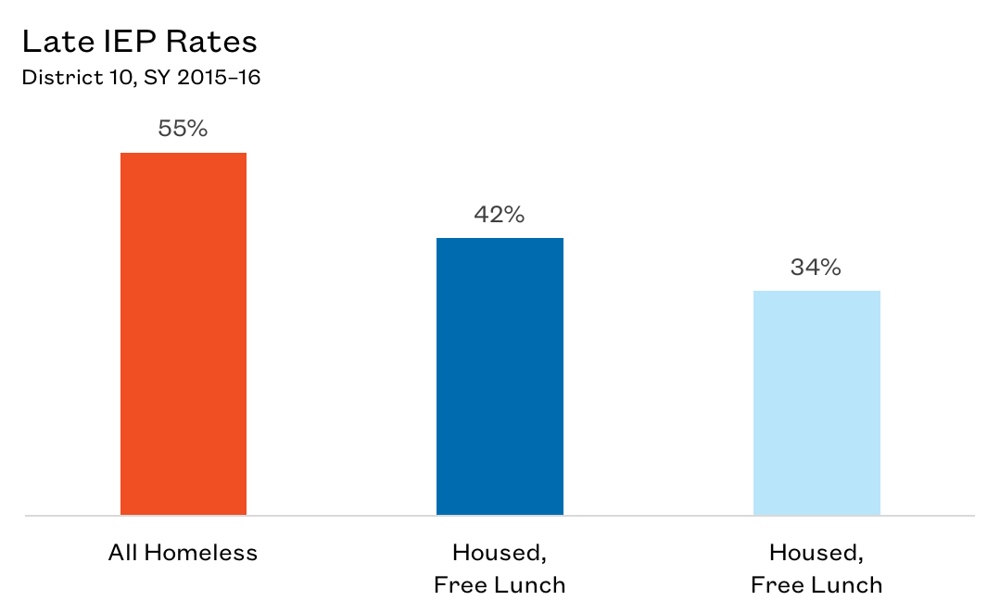 Late IEP Rates
District 10, SY 2015–16
55%
42%
34%
All Homeless
Housed,
Free Lunch
Housed,
Free Lunch